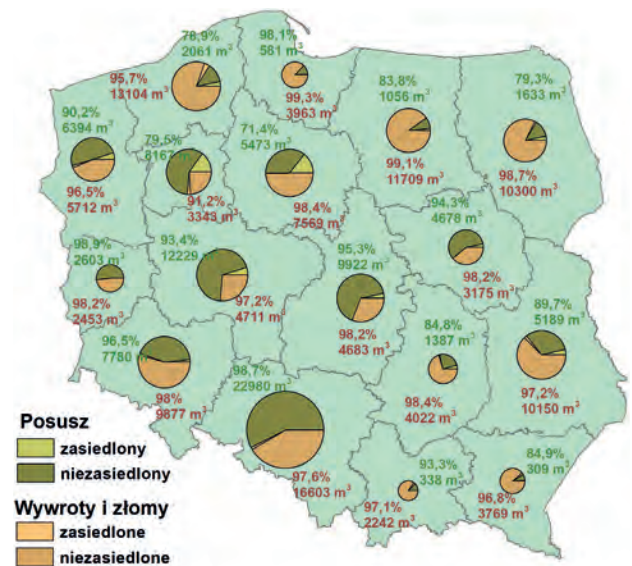 78,9%
2061 m³
95,7%
13104 m³
98,1%
581 m³
99,3%
3963 m³
83,8%
1056 m³
99,1%
11709 m³
79,3%
1633 m³
98,7%
10300 m³
90,2%
6394 m³
96,5%
5712 m³
79,5%
6167 m³
91,2%
3343 m³
71,4%
5473 m³
98,4%
7569 m³
94,3%
4678 m³
98,2%
3175 m³
98,9%
2603 m³
98,2%
2453 m³
93,4%
12229 m³
97,2%
4711 m³
95,3%
9922 m³
98,2%
4683 m³
84,8%
1387 m³
98,4%
4022 m³
89,7%
5189 m³
97,2%
10150 m³
96,5%
7780 m³
98%
9877 m³
98,7%
22980 m³
97,6%
16603 m³
93,3%
338 m³
97,1%
2242 m³
84,9%
309 m³
96,8%
3769 m³
Posusz
zasiedlony
niezasiedlony
Wywroty i złomy
zasiedlone
niezasiedlone